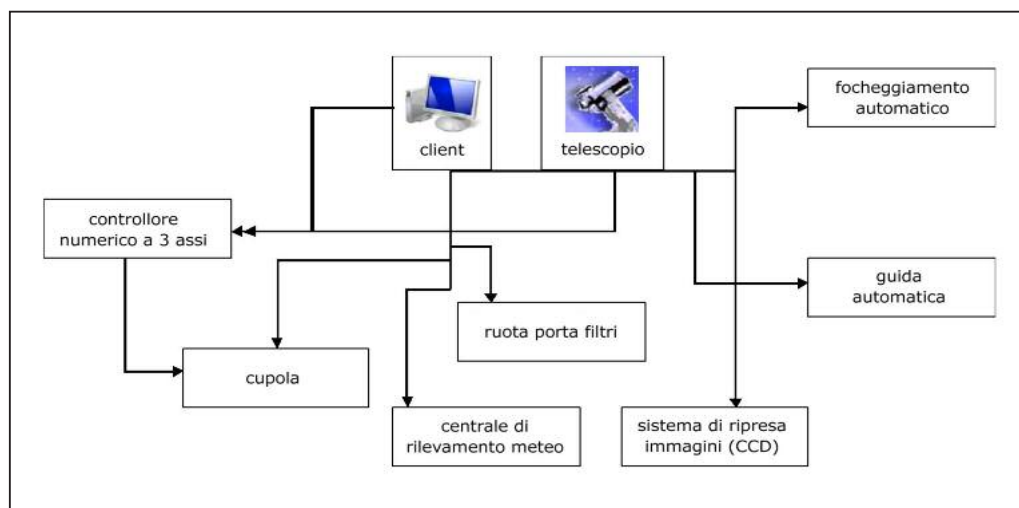 client
telescopio
focheggiamento
automatico
controllore
numerico a 3 assi
guida
automatica
ruota porta filtri
cupola
centrale di
rilevamento meteo
sistema di ripresa
immagini (CCD)